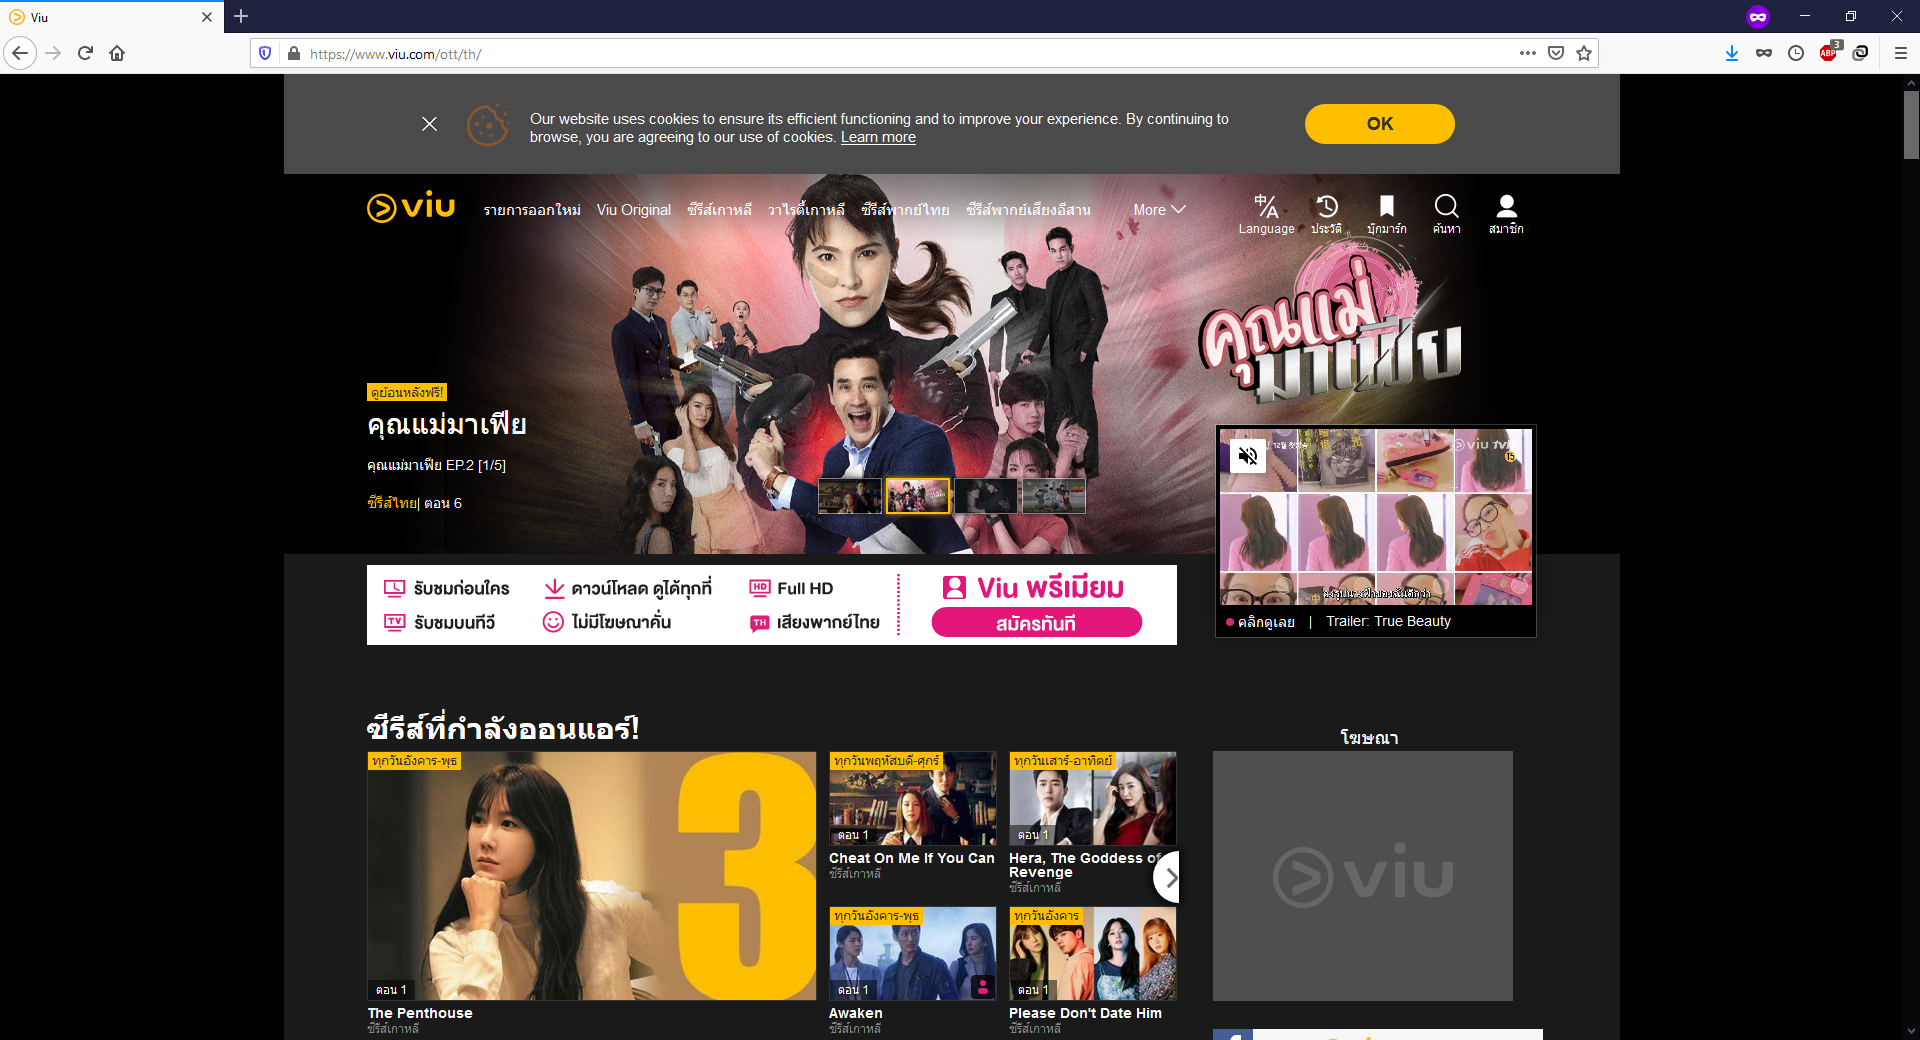 Viu
https://www.viu.com/ott/th/
3
ABP
Our website uses cookies to ensure its efficient functioning and to improve your experience. By continuing to
browse, you are agreeing to our use of cookies. Learn more
OK
viu
รายการออกใหม่ Viu Original ซีรีส์เกาหลี วาไรตี้เกาหลี ซีรีส์พากย์ไทย ซีรีส์พากย์เสียงอีสาน More
Language ประวัติ บุ๊กมาร์ก ค้นหา สมาชิก
คุณแม่
มาเฟีย
ดูย้อนหลังฟรี!
คุณแม่มาเฟีย
คุณแม่มาเฟีย EP.2 [1/5]
ซีรีส์ไทย| ตอน 6
viu tvN
15
คลิกดูเลย | Trailer: True Beauty
รับชมก่อนใคร ดาวน์โหลด ดูได้ทุกที่ HD Full HD
TV รับชมบนทีวี ไม่มีโฆษณาคั่น TH เสียงพากย์ไทย
Viu พรีเมียม
สมัครทันที
ซีรีส์ที่กำลังออนแอร์!
ทุกวันอังคาร-พุธ
3
ตอน 1
The Penthouse
ซีรีส์เกาหลี
ทุกวันพฤหัสบดี-ศุกร์
ตอน 1
Cheat On Me If You Can
ซีรีส์เกาหลี
ทุกวันเสาร์-อาทิตย์
ตอน 1
Hera, The Goddess of
Revenge
ซีรีส์เกาหลี
ทุกวันอังคาร-พุธ
ตอน 1
Awaken
ซีรีส์เกาหลี
ทุกวันอังคาร
ตอน 1
Please Don't Date Him
ซีรีส์เกาหลี
โฆษณา
viu